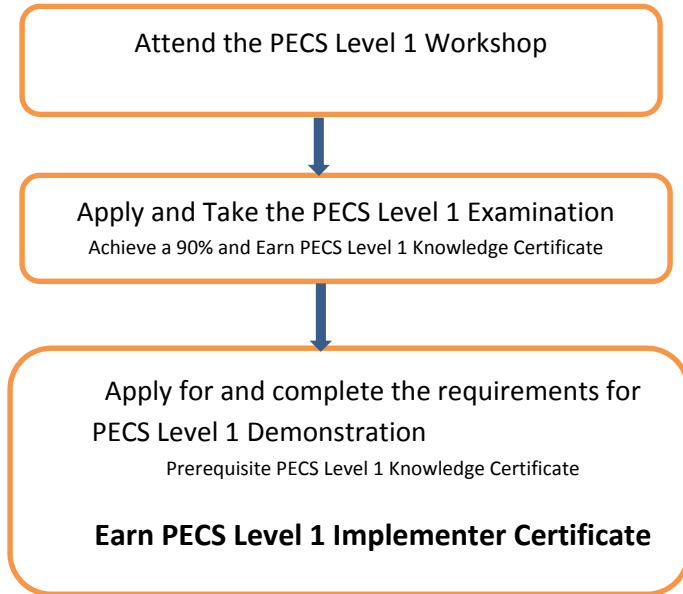 Attend the PECS Level 1 Workshop
Apply and Take the PECS Level 1 Examination
Achieve a 90% and Earn PECS Level 1 Knowledge Certificate
Apply for and complete the requirements for
PECS Level 1 Demonstration
Prerequisite PECS Level 1 Knowledge Certificate
Earn PECS Level 1 Implementer Certificate